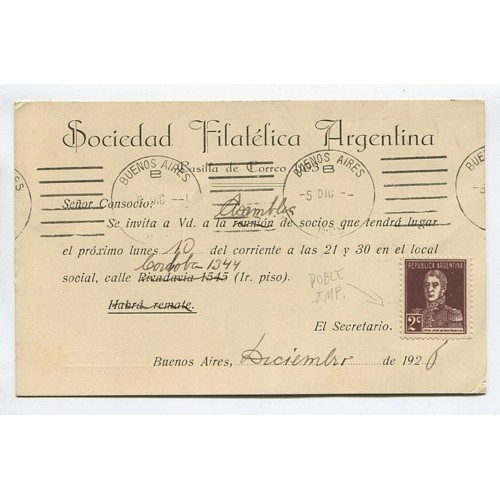 Sociedad Filatélica Argentina
Casilla de Correo
BUENOS AIRES
B
DIC
BUENOS AIRES
B
-5 DIC
Señor Consocio:
Asamblea
Se invita a Vd. a la reunión de socios que tendrá lugar
el próximo lunes 10 del corriente a las 21 y 30 en el local
Cordoba 1344
social, calle Rivadavia 1545 (1r. piso).
DOBLE
IMP.
Habrá remate.
El Secretario.
REPUBLICA ARGENTINA
2c
Buenos Aires, Diciembre de 1928